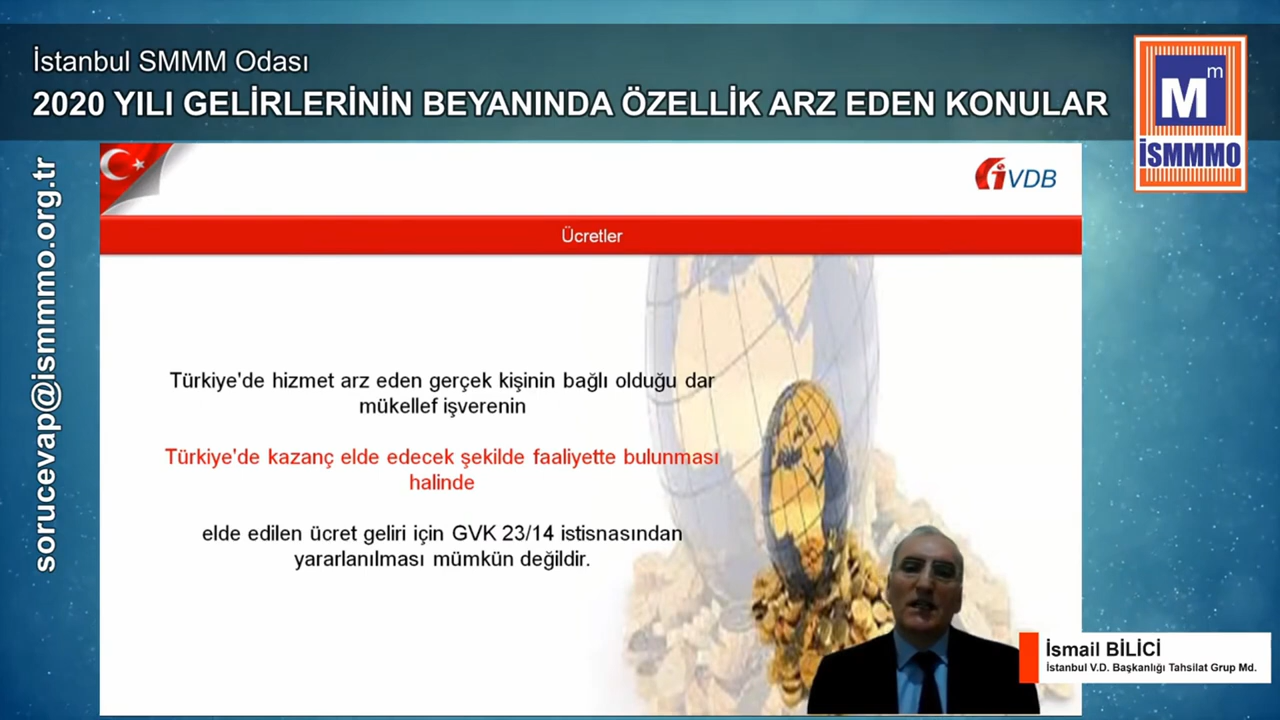 İstanbul SMMM Odası
2020 YILI GELİRLERİNİN BEYANINDA ÖZELLİK ARZ EDEN KONULAR
M m
İSMMMO
sorucevap@ismmmo.org.tr
iVDB
Ücretler
Türkiye'de hizmet arz eden gerçek kişinin bağlı olduğu dar
mükellef işverenin
Türkiye'de kazanç elde edecek şekilde faaliyette bulunması
halinde
elde edilen ücret geliri için GVK 23/14 istisnasından
yararlanılması mümkün değildir.
İsmail BİLİCİ
İstanbul V.D. Başkanlığı Tahsilat Grup Md.